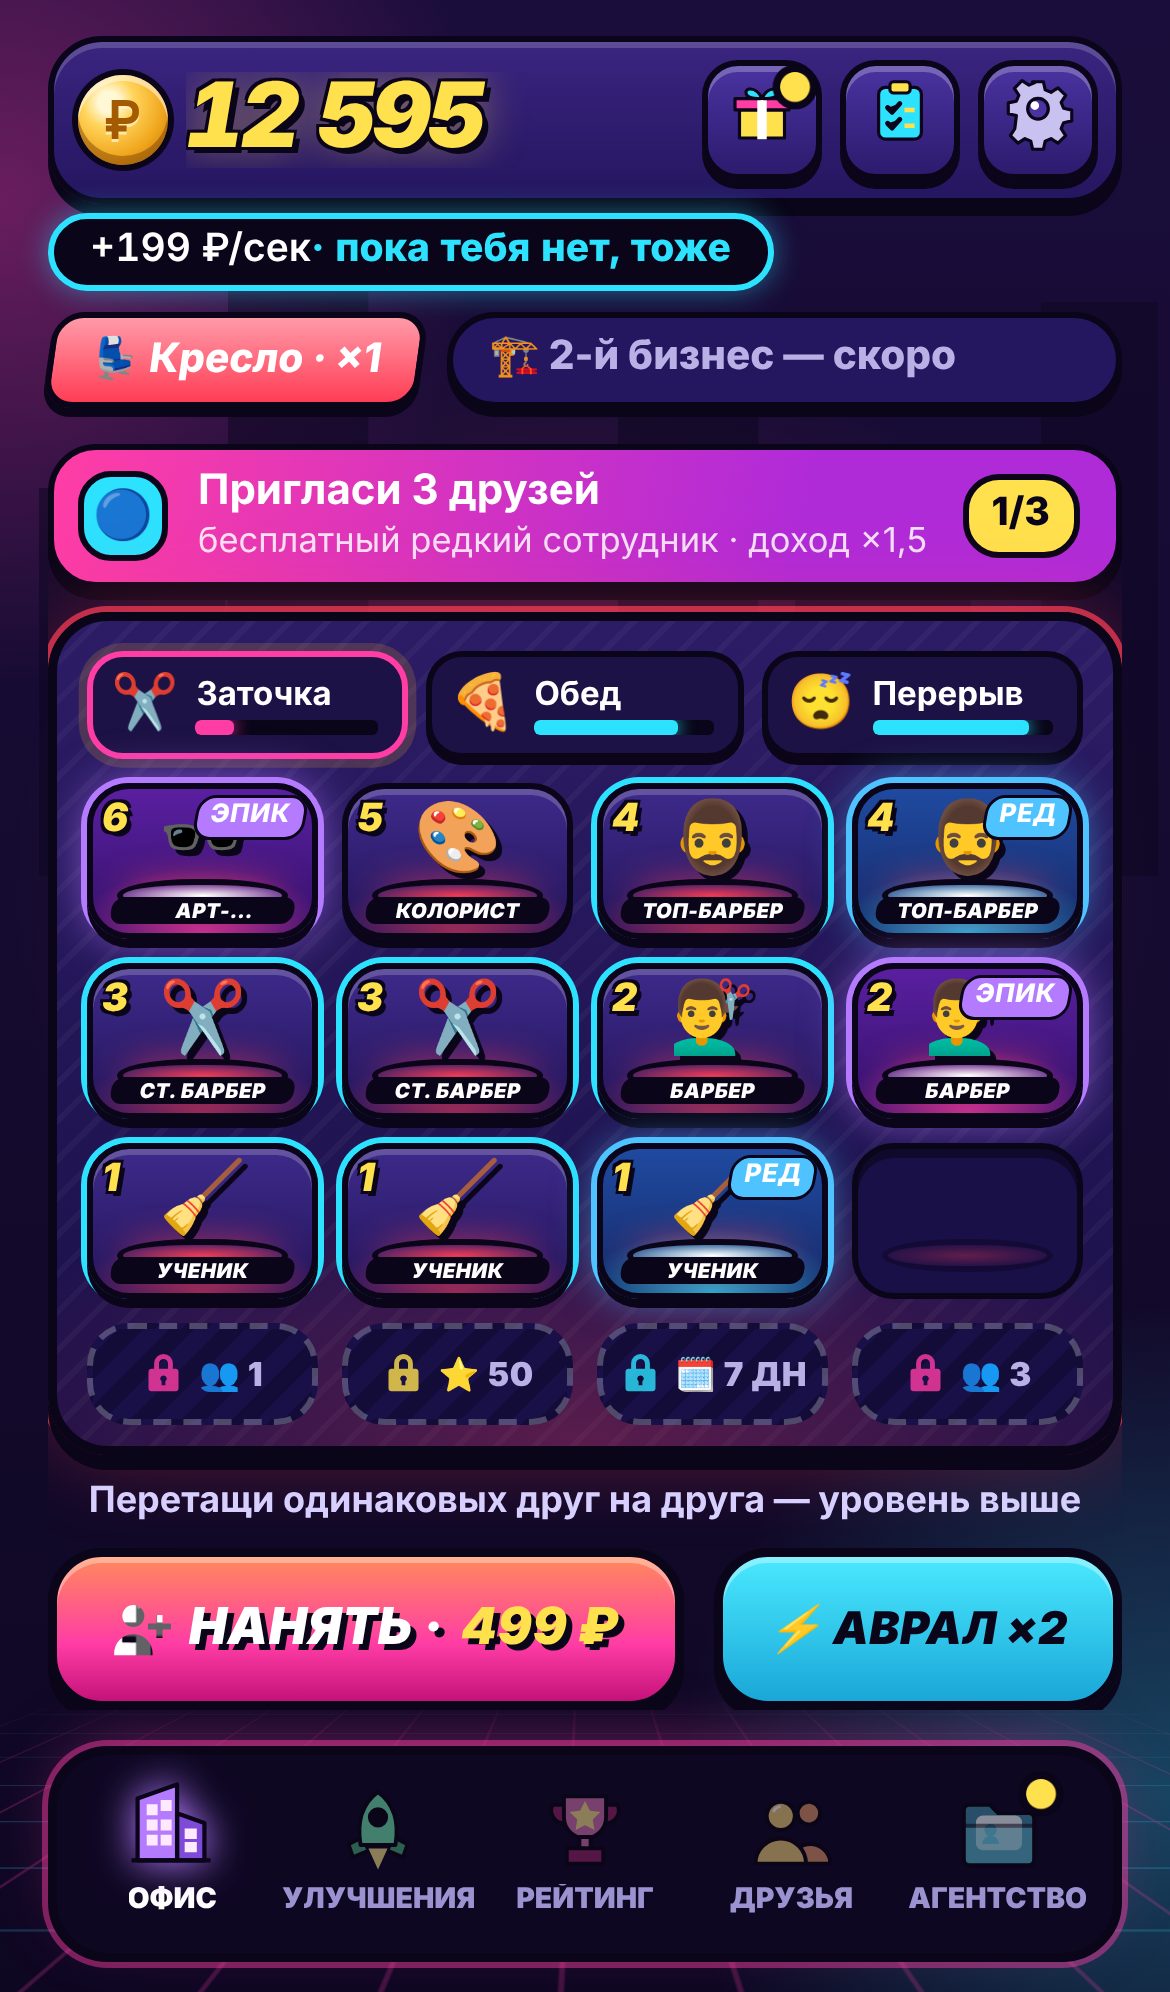 ₽ 12 595
+199 ₽/сек· пока тебя нет, тоже
Кресло · ×1
2-й бизнес — скоро
Пригласи 3 друзей
бесплатный редкий сотрудник · доход ×1,5
1/3
Заточка
Обед
Перерыв
6 ЭПИК
АРТ-...
5
КОЛОРИСТ
4
ТОП-БАРБЕР
4 РЕД
ТОП-БАРБЕР
3
СТ. БАРБЕР
3
СТ. БАРБЕР
2
БАРБЕР
2 ЭПИК
БАРБЕР
1
УЧЕНИК
1
УЧЕНИК
1 РЕД
УЧЕНИК
1
50
7 ДН
3
Перетащи одинаковых друг на друга — уровень выше
НАНЯТЬ · 499 ₽
АВРАЛ ×2
ОФИС
УЛУЧШЕНИЯ
РЕЙТИНГ
ДРУЗЬЯ
АГЕНТСТВО